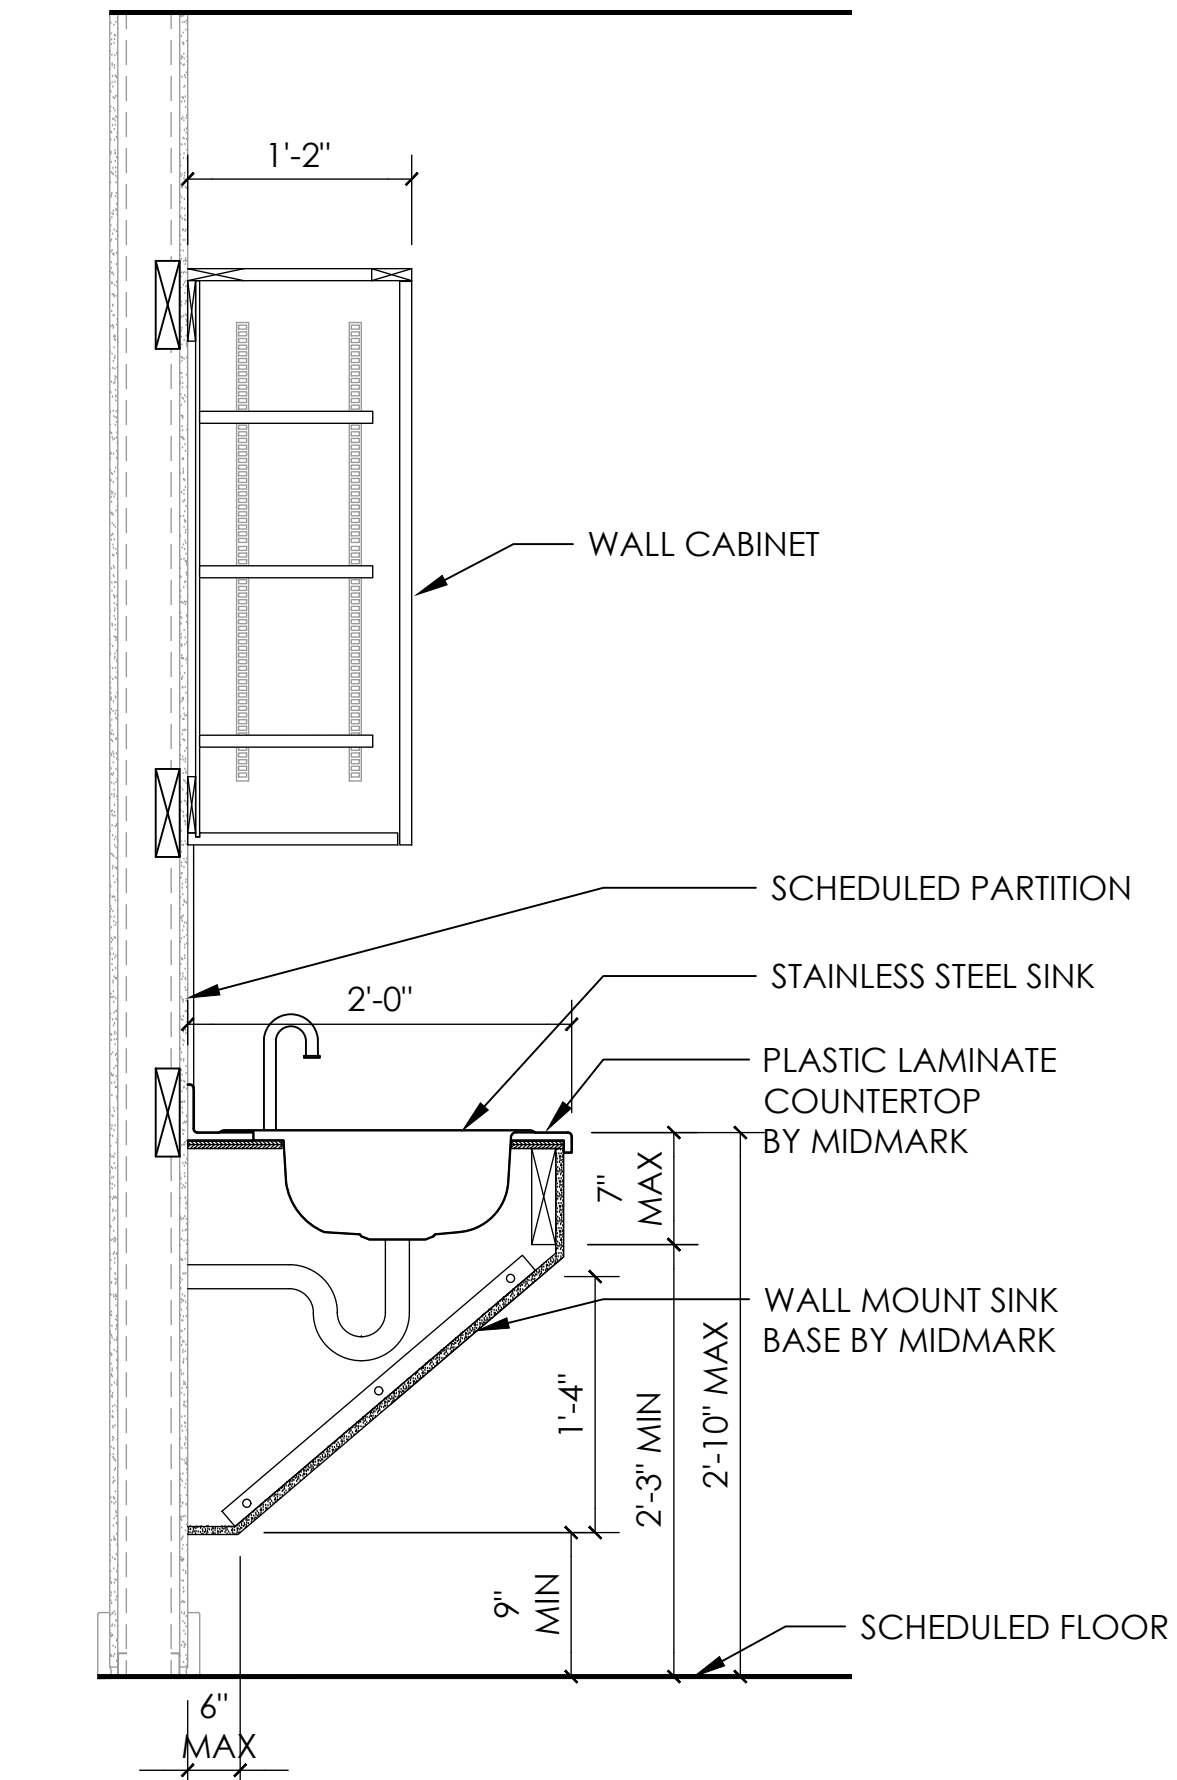 1'-2"
WALL CABINET
SCHEDULED PARTITION
STAINLESS STEEL SINK
2'-0"
PLASTIC LAMINATE
COUNTERTOP
BY MIDMARK
7"
MAX
WALL MOUNT SINK
BASE BY MIDMARK
1'-4"
2'-3" MIN
2'-10" MAX
9"
MIN
SCHEDULED FLOOR
6"
MAX